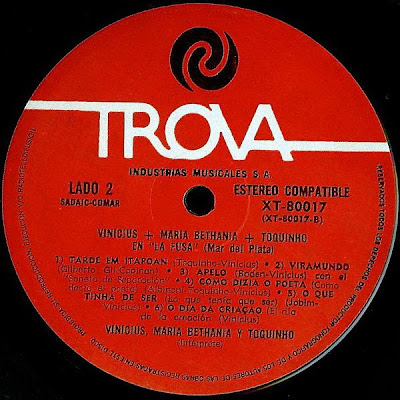 TROVA
INDUSTRIAS MUSICALES S A
LADO 2
SADAIC-COMAR
ESTEREO COMPATIBLE
XT-80017
(XT-80017-B)
VINICIUS + MARIA BETHANIA + TOQUINHO
EN "LA FUSA" (Mar del Plata)
1) TARDE EM ITAPOAN (Toquinho-Vinicius) • 2) VIRAMUNDO
(Gilberto Gil-Capinan) • 3) APELO (Baden-Vinicius) con el
• 4) COMO DIZIA O POETA (Como
decía el poeta) (Albinoni-Toquinho-Vinicius) • 5) O QUE
TINHA DE SER (Lo que tenía que ser) (Jobim-
Vinicius) • 6) O DIA DA CRIAÇAO (El día
de la creación) (Vinicius)
VINICIUS, MARIA BETHANIA Y TOQUINHO
(Intérprete)